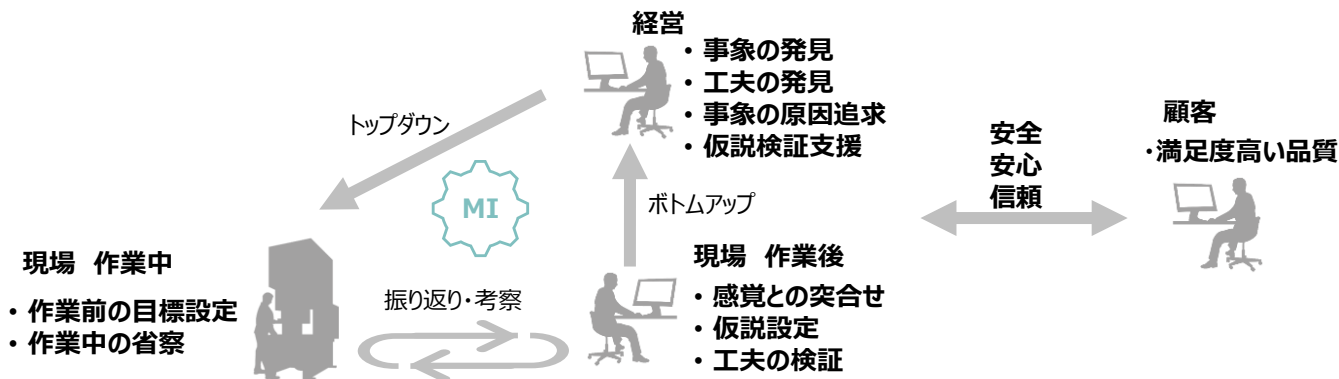 経営
・事象の発見
・工夫の発見
・事象の原因追求
・仮説検証支援
トップダウン
MI
ボトムアップ
安全
安心
信頼
顧客
・満足度高い品質
現場 作業中
・作業前の目標設定
・作業中の省察
振り返り・考察
現場 作業後
・感覚との突合せ
・仮説設定
・工夫の検証